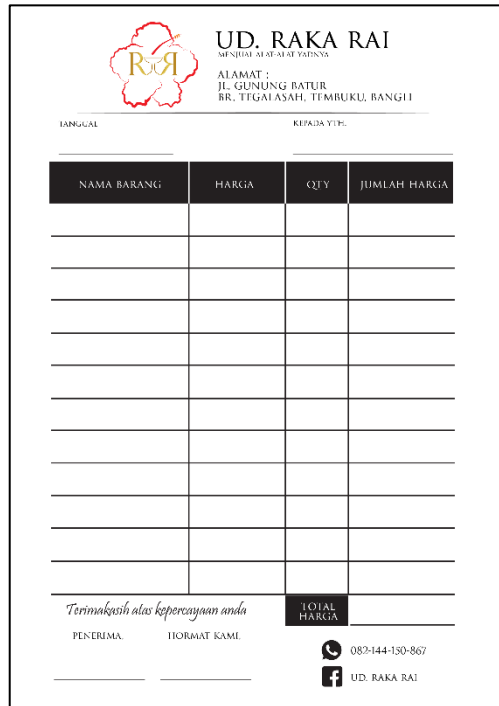 RR
UD. RAKA RAI
MENJUAL ALAT-ALAT YADNYA
ALAMAT :
JL. GUNUNG BATUR
BR. TEGALASAH, TEMBUKU, BANGLI
TANGGAL
KEPADA YTH.
NAMA BARANG HARGA QTY JUMLAH HARGA
Terimakasih atas kepercayaan anda
TOTAL
HARGA
PENERIMA, HORMAT KAMI,
082-144-150-867
UD. RAKA RAI